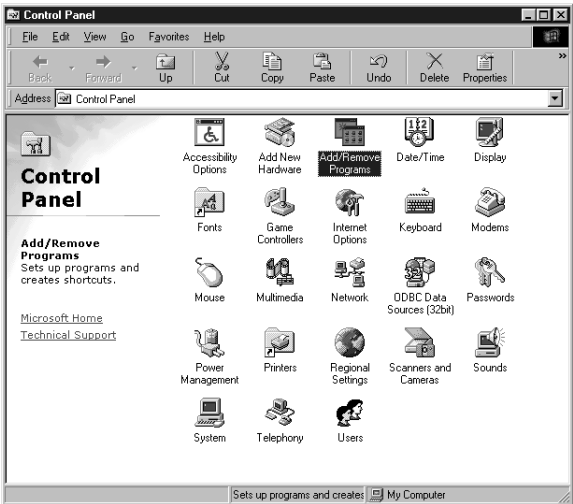 Control Panel
File Edit View Go Favorites Help
Back Forward Up Cut Copy Paste Undo Delete Properties »
Address Control Panel
Control
Panel
Add/Remove
Programs
Sets up programs and
creates shortcuts.
Microsoft Home
Technical Support
Accessibility
Options
Add New
Hardware
Add/Remove
Programs
Date/Time
Display
Fonts
Game
Controllers
Internet
Options
Keyboard
Modems
Mouse
Multimedia
Network
ODBC Data
Sources (32bit)
Passwords
Power
Management
Printers
Regional
Settings
Scanners and
Cameras
Sounds
System
Telephony
Users
Sets up programs and creates My Computer